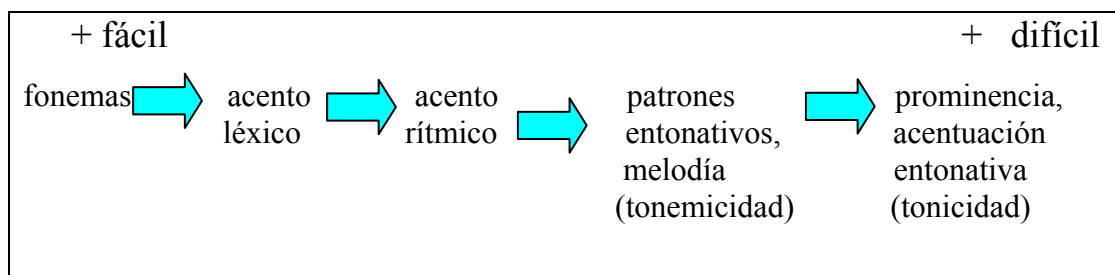 + fácil
+ difícil
fonemas
acento
léxico
acento
rítmico
patrones
entonativos,
melodía
(tonemicidad)
prominencia,
acentuación
entonativa
(tonicidad)